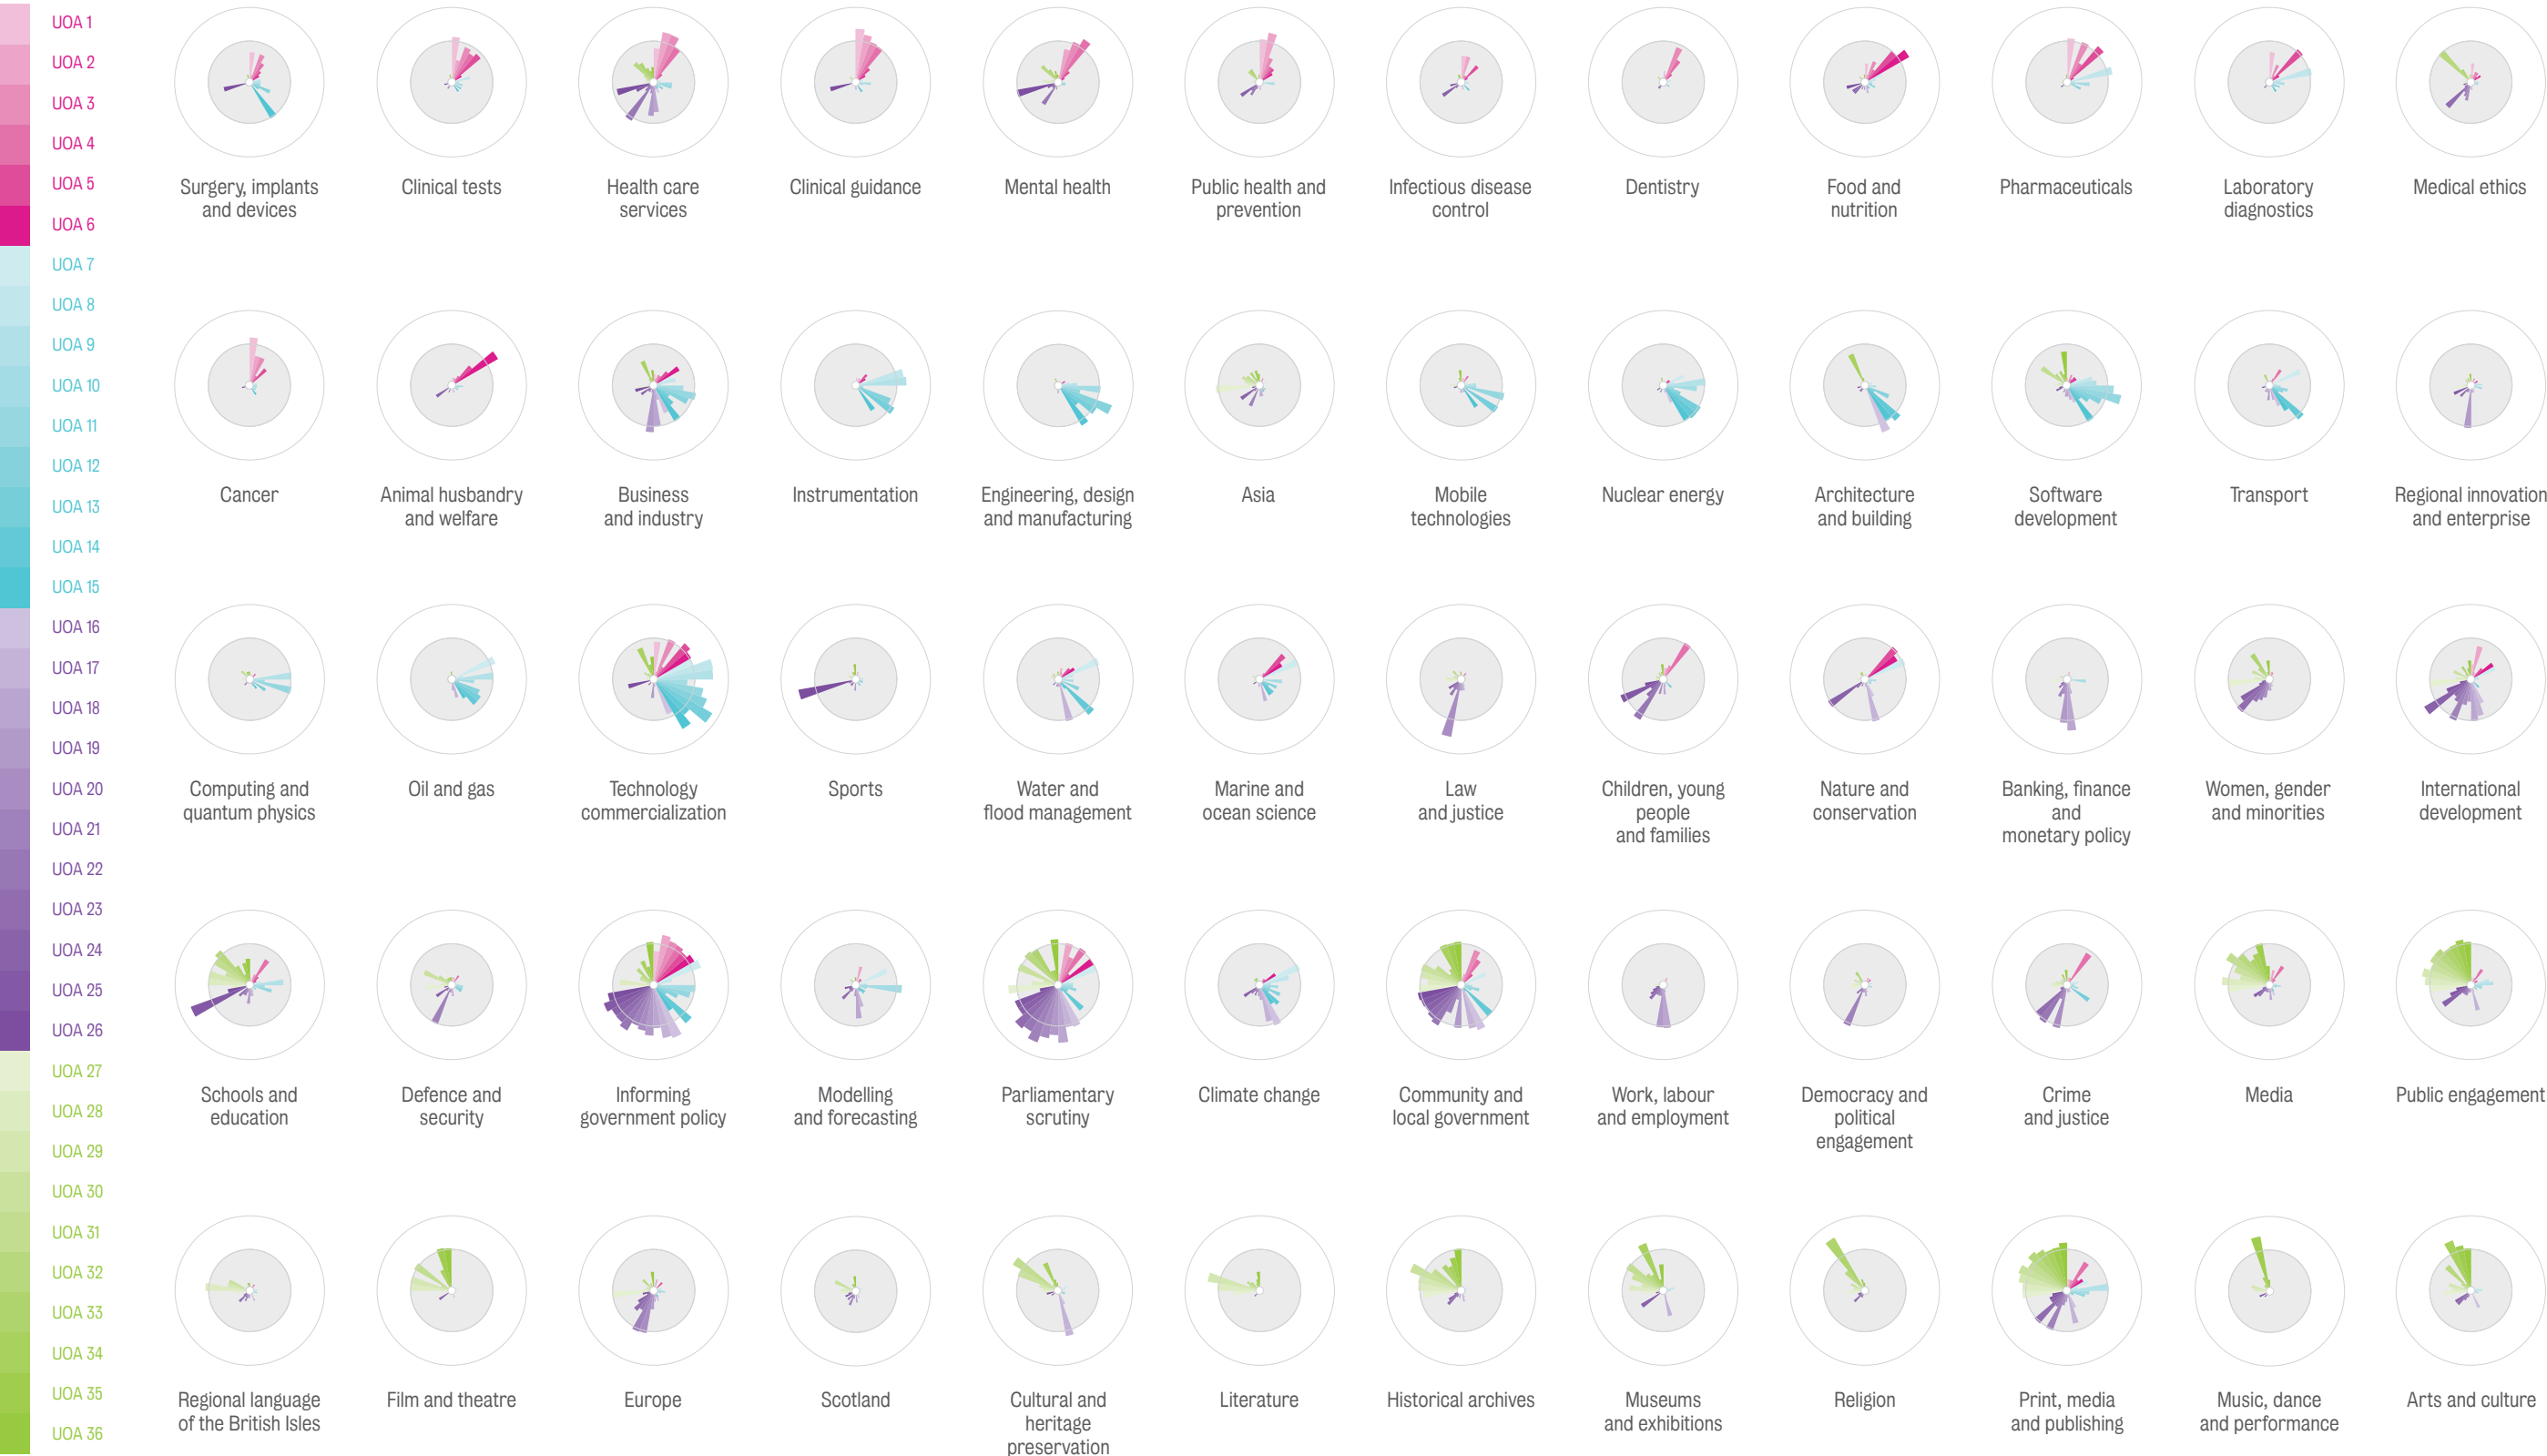 UOA 1
UOA 2
UOA 3
UOA 4
UOA 5
UOA 6
UOA 7
UOA 8
UOA 9
UOA 10
UOA 11
UOA 12
UOA 13
UOA 14
UOA 15
UOA 16
UOA 17
UOA 18
UOA 19
UOA 20
UOA 21
UOA 22
UOA 23
UOA 24
UOA 25
UOA 26
UOA 27
UOA 28
UOA 29
UOA 30
UOA 31
UOA 32
UOA 33
UOA 34
UOA 35
UOA 36
Surgery, implants
and devices
Clinical tests
Health care
services
Clinical guidance
Mental health
Public health and
prevention
Infectious disease
control
Dentistry
Food and
nutrition
Pharmaceuticals
Laboratory
diagnostics
Medical ethics
Cancer
Animal husbandry
and welfare
Business
and industry
Instrumentation
Engineering, design
and manufacturing
Asia
Mobile
technologies
Nuclear energy
Architecture
and building
Software
development
Transport
Regional innovation
and enterprise
Computing and
quantum physics
Oil and gas
Technology
commercialization
Sports
Water and
flood management
Marine and
ocean science
Law
and justice
Children, young
people
and families
Nature and
conservation
Banking, finance
and
monetary policy
Women, gender
and minorities
International
development
Schools and
education
Defence and
security
Informing
government policy
Modelling
and forecasting
Parliamentary
scrutiny
Climate change
Community and
local government
Work, labour
and employment
Democracy and
political
engagement
Crime
and justice
Media
Public engagement
Regional language
of the British Isles
Film and theatre
Europe
Scotland
Cultural and
heritage
preservation
Literature
Historical archives
Museums
and exhibitions
Religion
Print, media
and publishing
Music, dance
and performance
Arts and culture